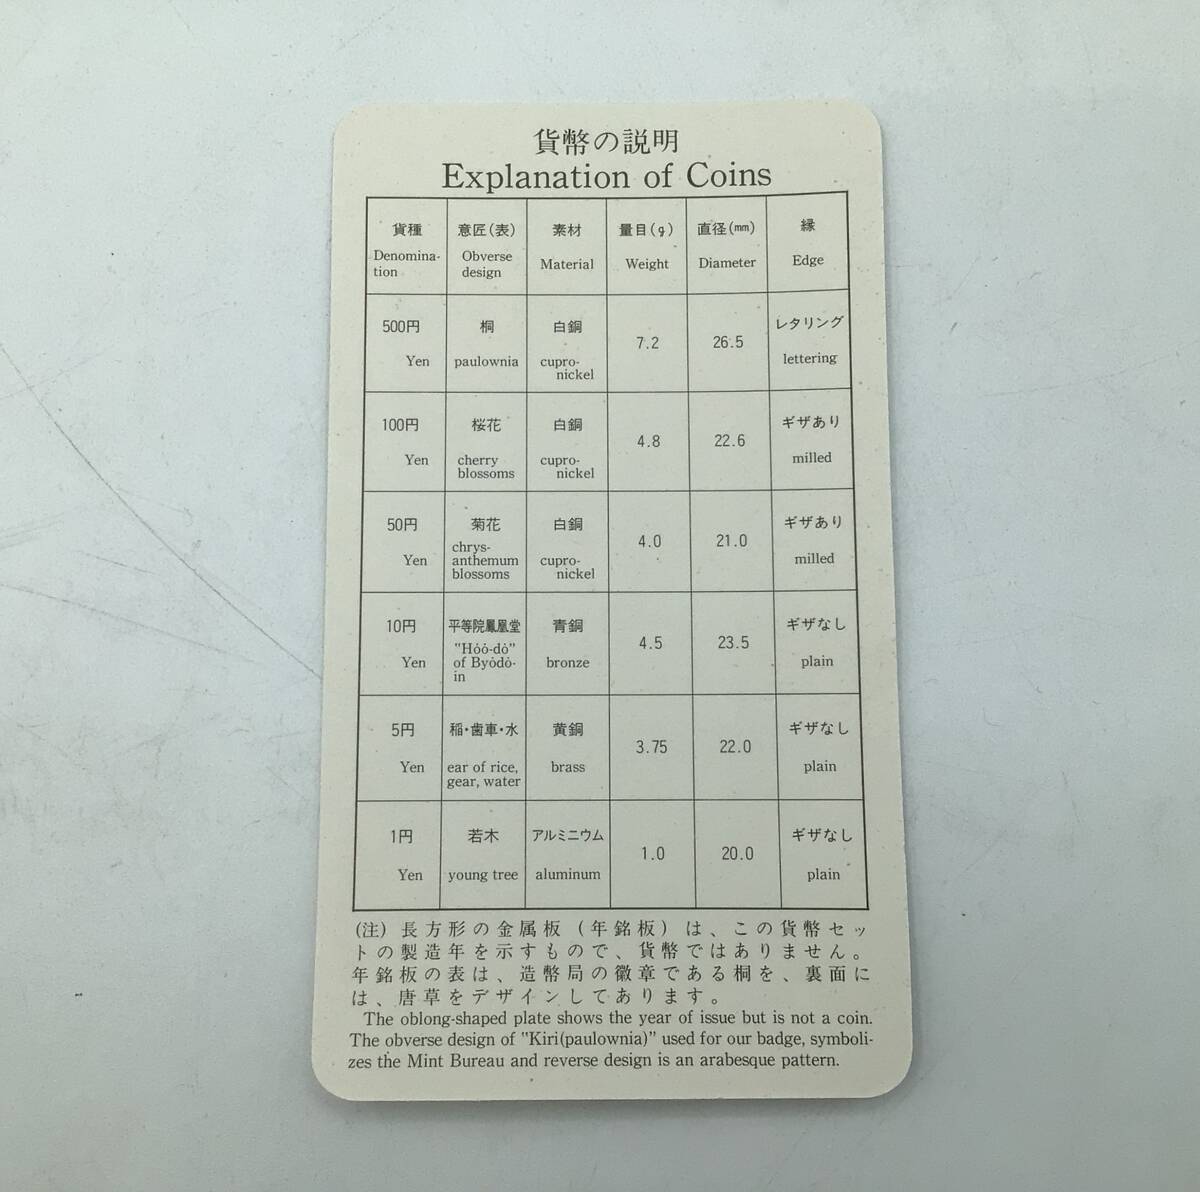 貨幣の説明
Explanation of Coins
貨種 意匠(表) 素材 量目(g) 直径(mm) 縁
Denomina-
tion
Obverse
design
Material Weight Diameter Edge
500円 桐 白銅 7.2 26.5 レタリング
Yen paulownia cupro-
nickel
lettering
100円 桜花 白銅 4.8 22.6 ギザあり
Yen cherry
blossoms
cupro-
nickel
milled
50円 菊花 白銅 4.0 21.0 ギザあり
Yen chrys-
anthemum
blossoms
cupro-
nickel
milled
10円 平等院鳳凰堂 青銅 4.5 23.5 ギザなし
Yen "Hóó-dó"
of Byódó-
in
bronze plain
5円 稲・歯車・水 黄銅 3.75 22.0 ギザなし
Yen ear of rice,
gear, water
brass plain
1円 若木 アルミニウム 1.0 20.0 ギザなし
Yen young tree aluminum plain
(注) 長方形の金属板(年銘板)は、この貨幣セッ
トの製造年を示すもので、貨幣ではありません。
年銘板の表は、造幣局の徽章である桐を、裏面に
は、唐草をデザインしてあります。
The oblong-shaped plate shows the year of issue but is not a coin.
The obverse design of "Kiri(paulownia)" used for our badge, symboli-
zes the Mint Bureau and reverse design is an arabesque pattern.